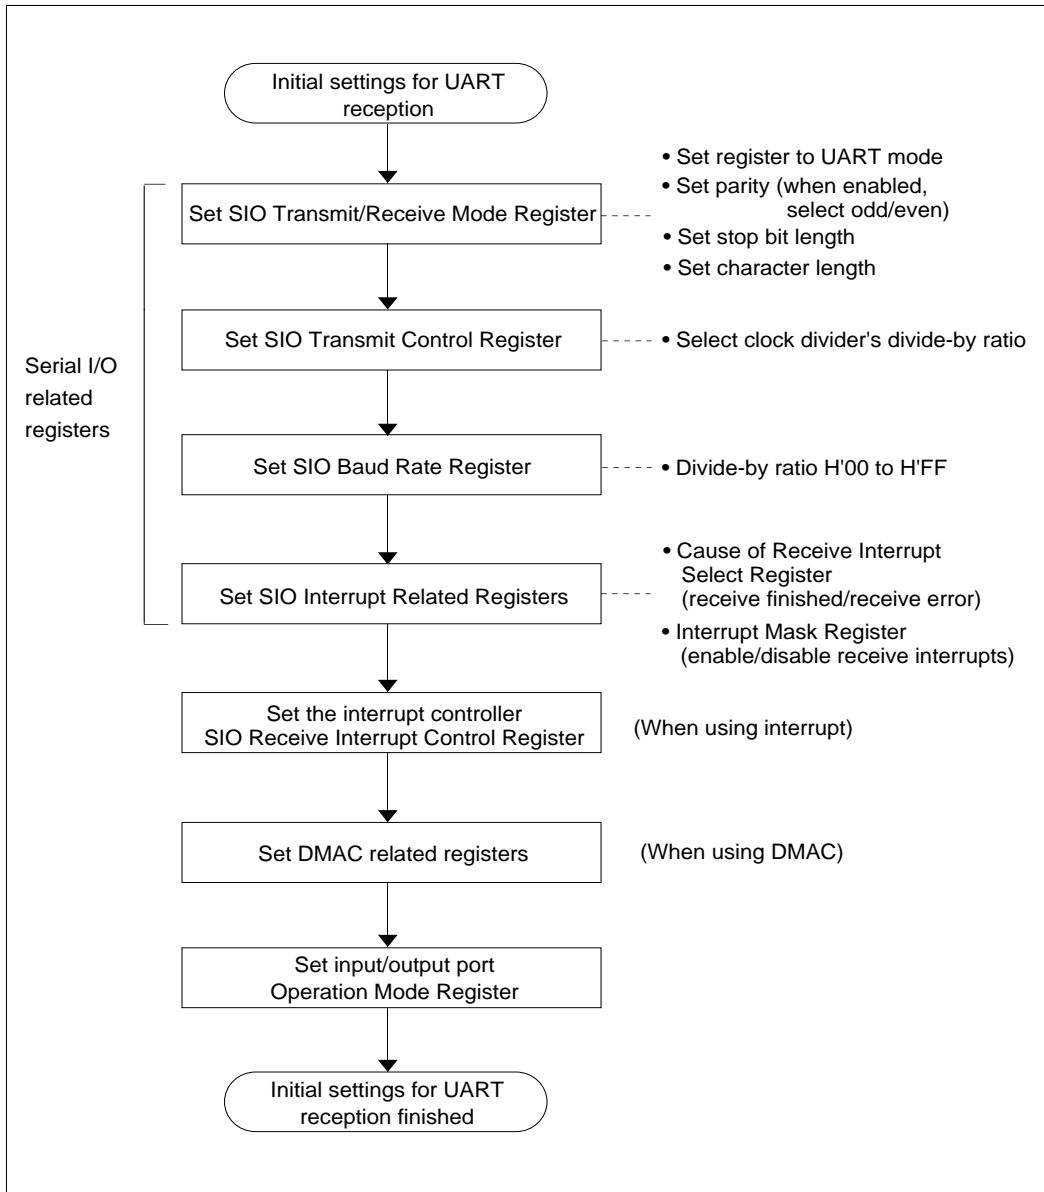 Initial settings for UART
reception
• Set register to UART mode
• Set parity (when enabled,
select odd/even)
• Set stop bit length
• Set character length
Set SIO Transmit/Receive Mode Register
Set SIO Transmit Control Register
• Select clock divider's divide-by ratio
Serial I/O
related
registers
Set SIO Baud Rate Register
• Divide-by ratio H'00 to H'FF
Set SIO Interrupt Related Registers
• Cause of Receive Interrupt
Select Register
(receive finished/receive error)
• Interrupt Mask Register
(enable/disable receive interrupts)
Set the interrupt controller
SIO Receive Interrupt Control Register
(When using interrupt)
Set DMAC related registers
(When using DMAC)
Set input/output port
Operation Mode Register
Initial settings for UART
reception finished